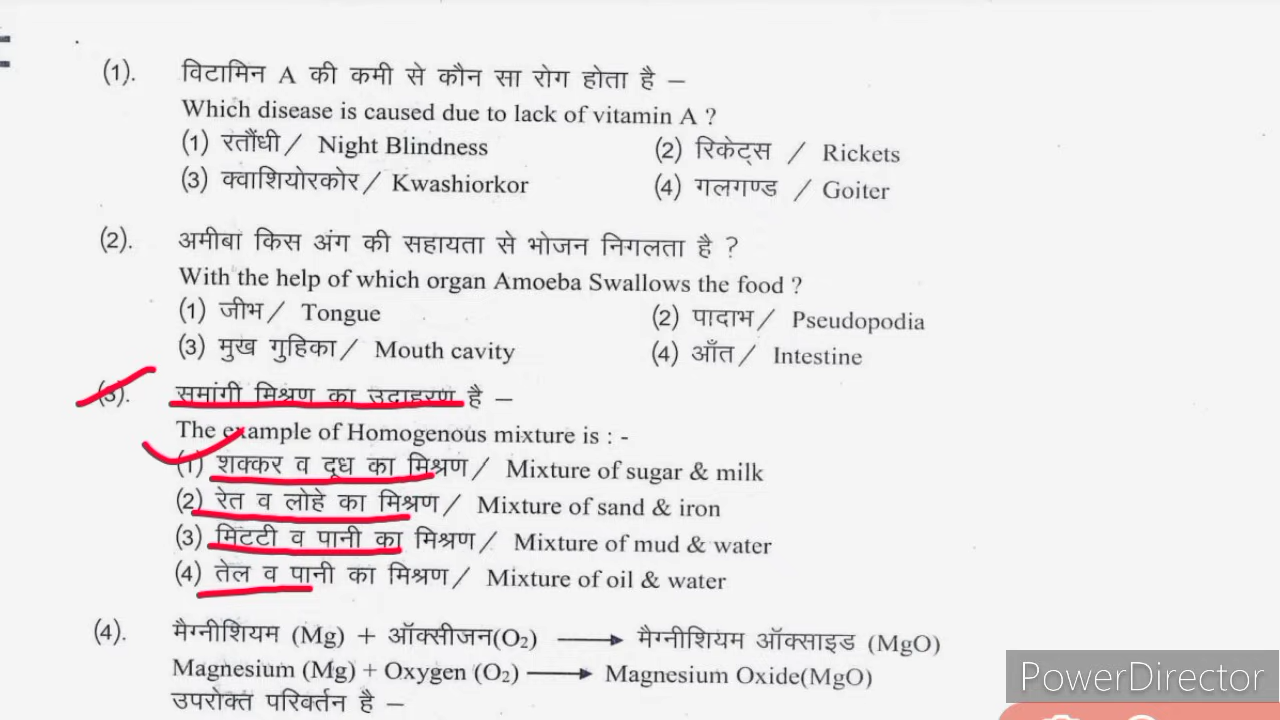 (1). विटामिन A की कमी से कौन सा रोग होता है –
Which disease is caused due to lack of vitamin A ?
(1) रतौंधी / Night Blindness (2) रिकेट्स / Rickets
(3) क्वाशियोरकोर / Kwashiorkor (4) गलगण्ड / Goiter
(2). अमीबा किस अंग की सहायता से भोजन निगलता है ?
With the help of which organ Amoeba Swallows the food ?
(1) जीभ / Tongue (2) पादाभ / Pseudopodia
(3) मुख गुहिका / Mouth cavity (4) आँत / Intestine
(3). समांगी मिश्रण का उदाहरण है –
The example of Homogenous mixture is : -
(1) शक्कर व दूध का मिश्रण / Mixture of sugar & milk
(2) रेत व लोहे का मिश्रण / Mixture of sand & iron
(3) मिटटी व पानी का मिश्रण / Mixture of mud & water
(4) तेल व पानी का मिश्रण / Mixture of oil & water
(4). मैग्नीशियम (Mg) + ऑक्सीजन(O₂) ⟶ मैग्नीशियम ऑक्साइड (MgO)
Magnesium (Mg) + Oxygen (O₂) ⟶ Magnesium Oxide(MgO)
उपरोक्त परिवर्तन है –
PowerDirector